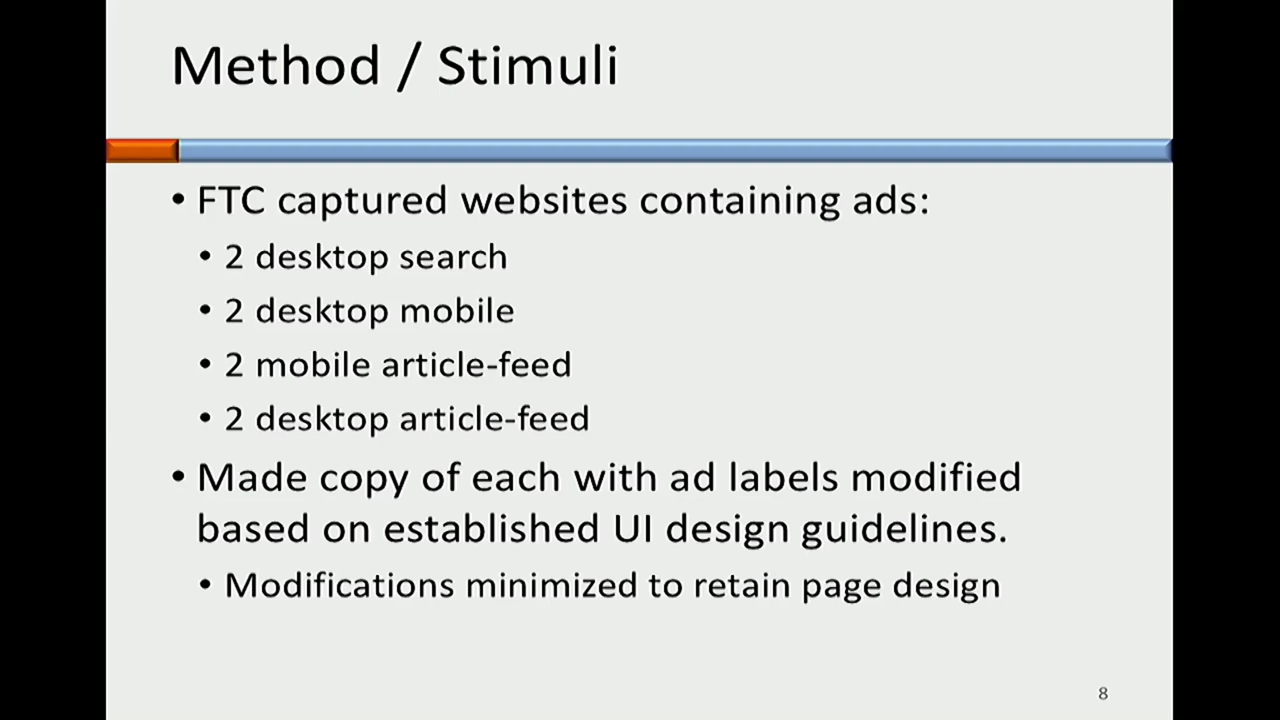 Method / Stimuli
• FTC captured websites containing ads:
• 2 desktop search
• 2 desktop mobile
• 2 mobile article-feed
• 2 desktop article-feed
• Made copy of each with ad labels modified
based on established UI design guidelines.
• Modifications minimized to retain page design
8